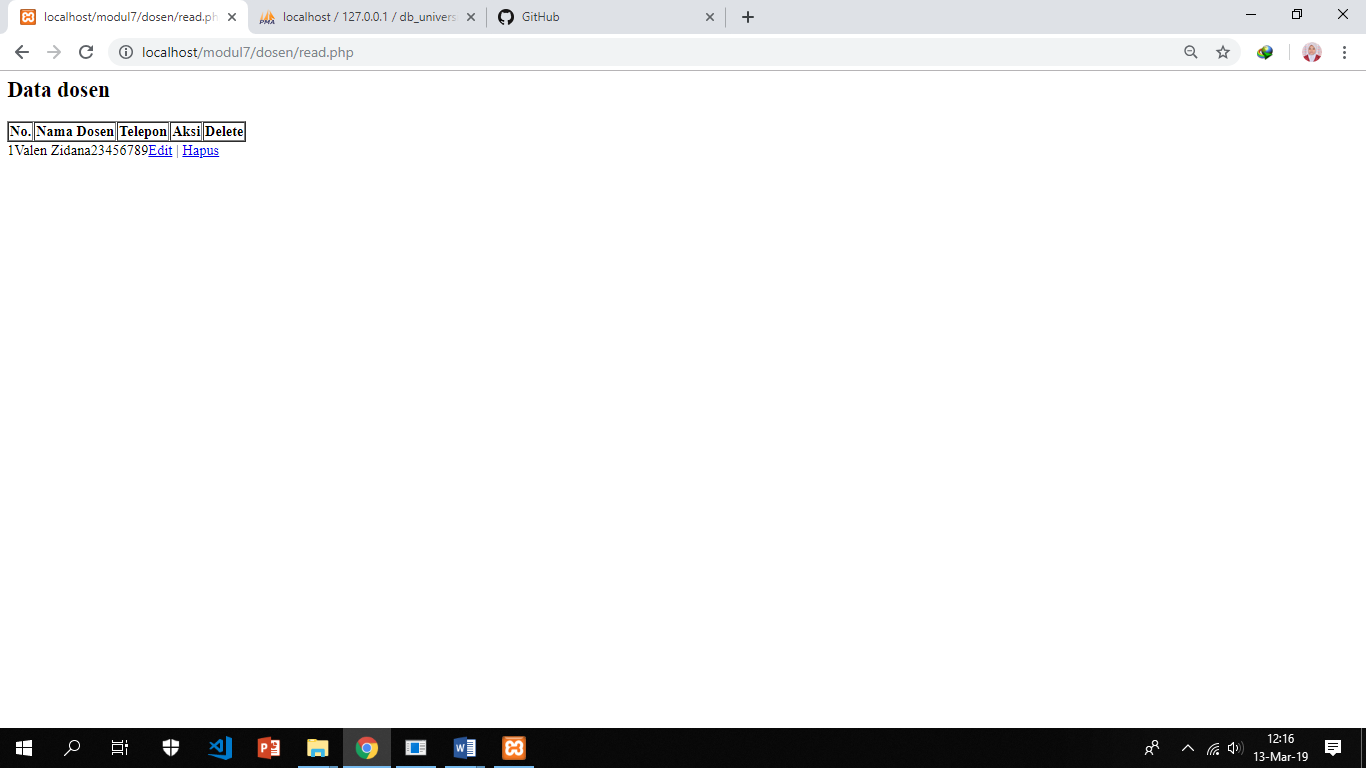 localhost/modul7/dosen/read.ph
localhost / 127.0.0.1 / db_univers
GitHub
localhost/modul7/dosen/read.php
Data dosen
No. Nama Dosen Telepon Aksi Delete
1Valen Zidana23456789Edit | Hapus
12:16
13-Mar-19